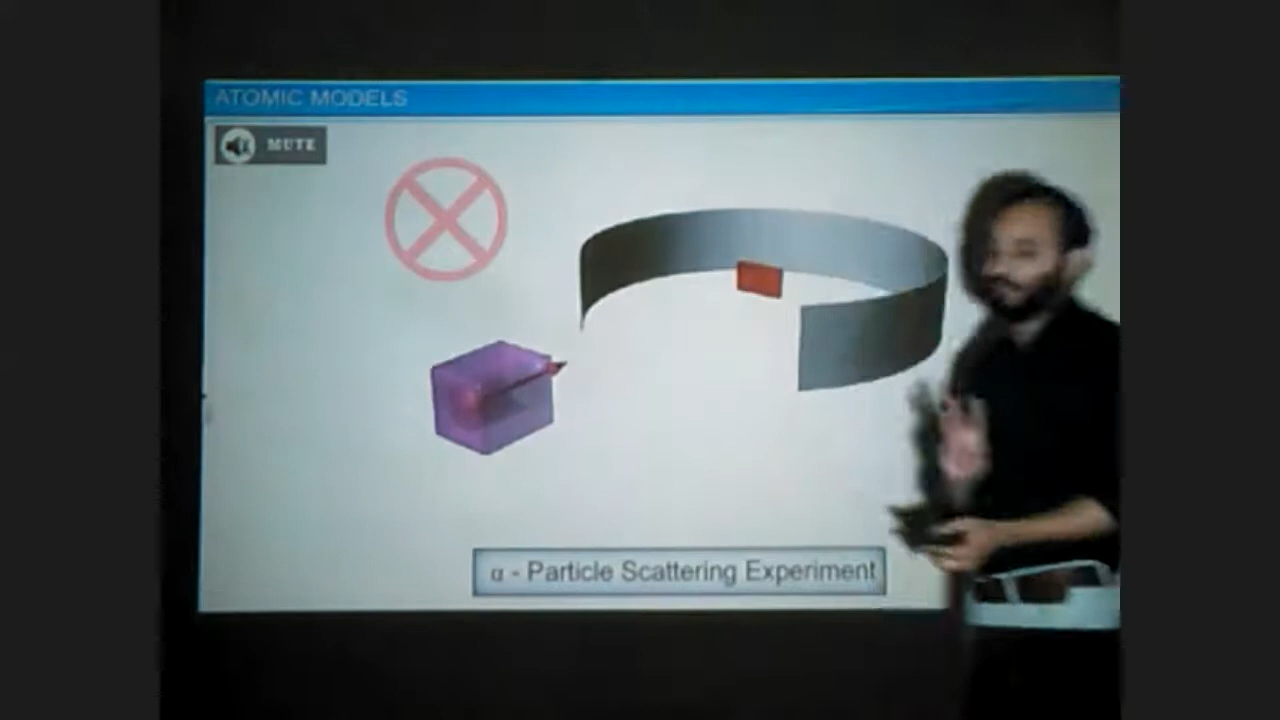 ATOMIC MODELS
MUTE
α - Particle Scattering Experiment